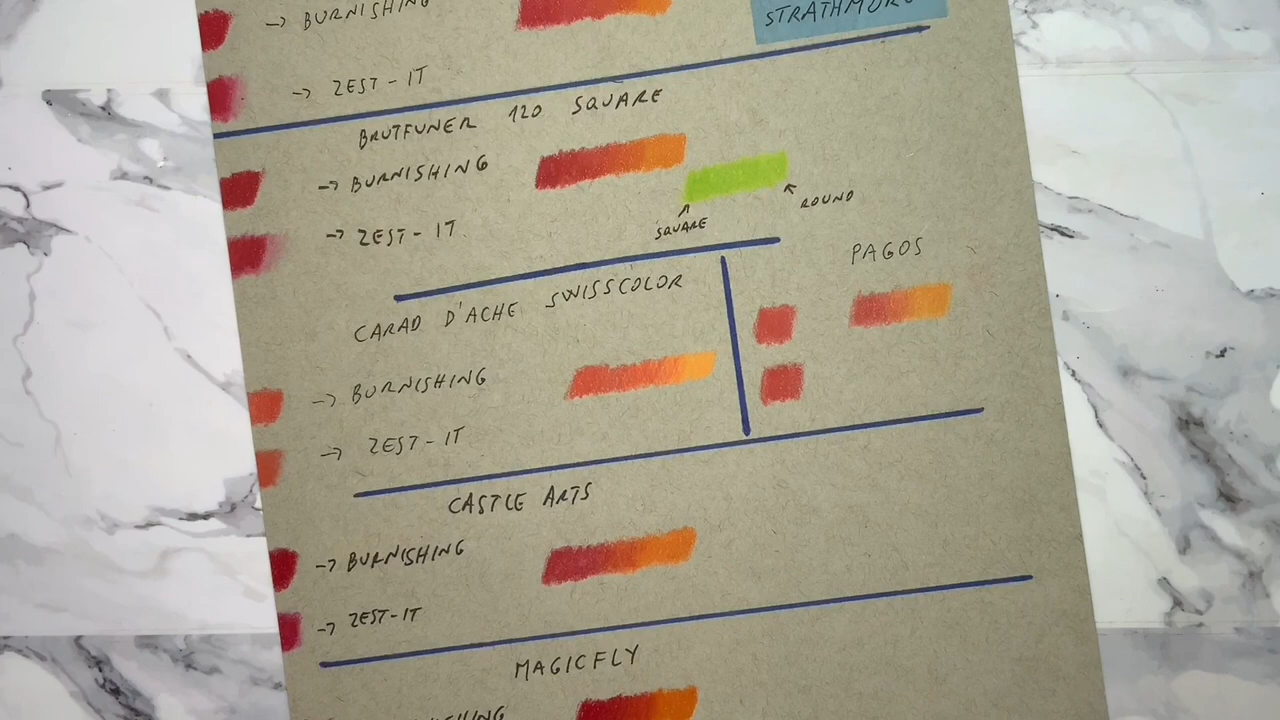 → BURNISHING
STRATHMORE
→ ZEST-IT
BRUTFUNER 120 SQUARE
→ BURNISHING
→ ZEST-IT
SQUARE
ROUND
CARAD D'ACHE SWISSCOLOR
PAGOS
→ BURNISHING
→ ZEST-IT
CASTLE ARTS
→ BURNISHING
→ ZEST-IT
MAGICFLY